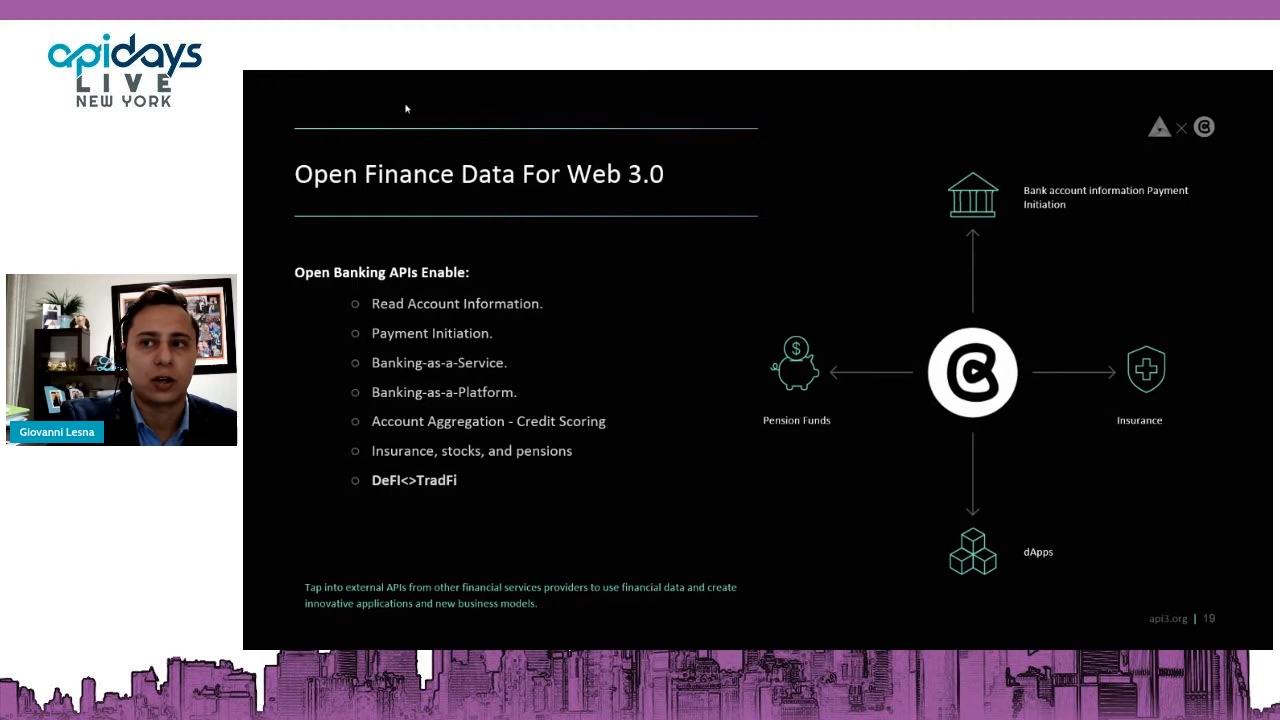 apidays
LIVE
NEW YORK
Open Finance Data For Web 3.0
Open Banking APIs Enable:
Read Account Information.
Payment Initiation.
Banking-as-a-Service.
Banking-as-a-Platform.
Account Aggregation - Credit Scoring
Insurance, stocks, and pensions
DeFI<>TradFi
Tap into external APIs from other financial services providers to use financial data and create
innovative applications and new business models.
Bank account information Payment
Initiation
$
Pension Funds
Insurance
dApps
api3.org | 19
Giovanni Lesna